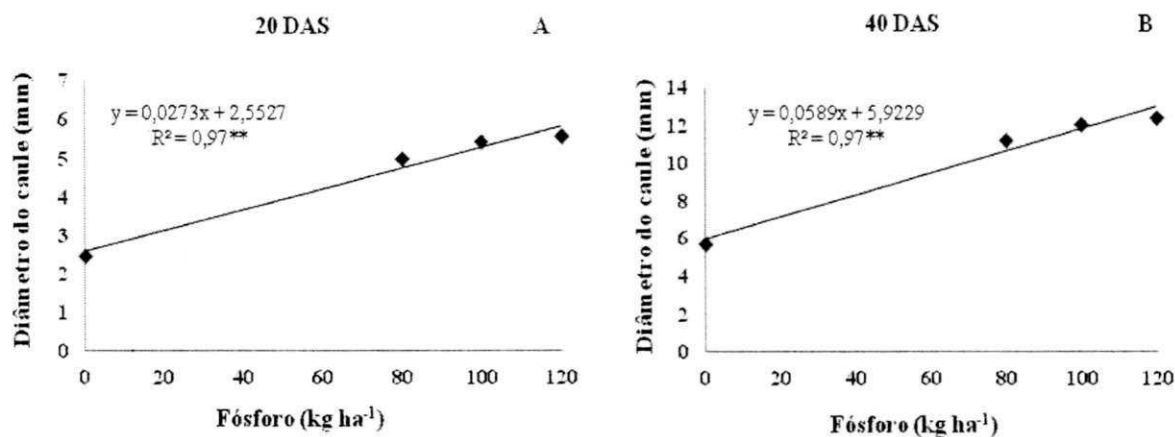 20 DAS
A
Diâmetro do caule (mm)
7
6
5
4
3
2
1
0
y = 0,0273x + 2,5527
R² = 0,97**
0 20 40 60 80 100 120
Fósforo (kg ha⁻¹)
40 DAS
B
Diâmetro do caule (mm)
14
12
10
8
6
4
2
0
y = 0,0589x + 5,9229
R² = 0,97**
0 20 40 60 80 100 120
Fósforo (kg ha⁻¹)